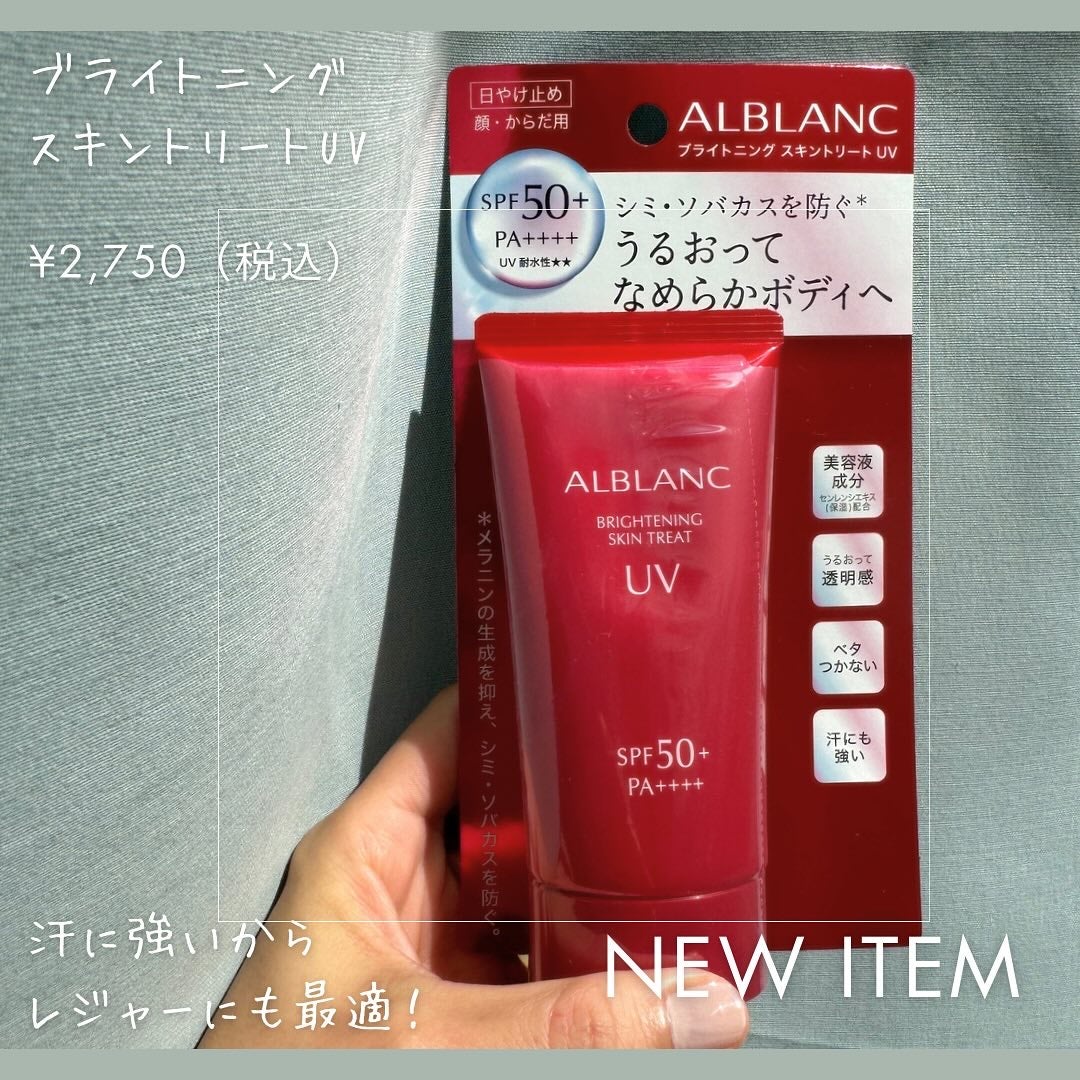 ブライトニング
スキントリートUV
¥2,750（税込）
日やけ止め
顔・からだ用
ALBLANC
ブライトニング スキントリート UV
SPF50+
PA++++
UV 耐水性★★
シミ・ソバカスを防ぐ*
うるおって
なめらかボディへ
ALBLANC
BRIGHTENING
SKIN TREAT
UV
SPF50+
PA++++
美容液
成分
センレンシエキス
(保湿)配合
うるおって
透明感
ベタ
つかない
汗にも
強い
*メラニンの生成を抑え、シミ・ソバカスを防ぐ。
汗に強いから
レジャーにも最適！
NEW ITEM